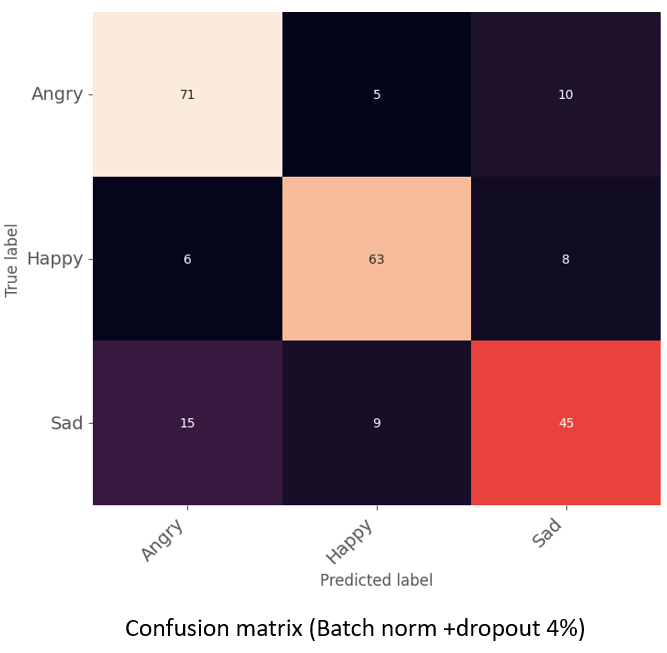 Angry 71 5 10
Happy 6 63 8
Sad 15 9 45
True label
Angry Happy Sad
Predicted label
Confusion matrix (Batch norm +dropout 4%)